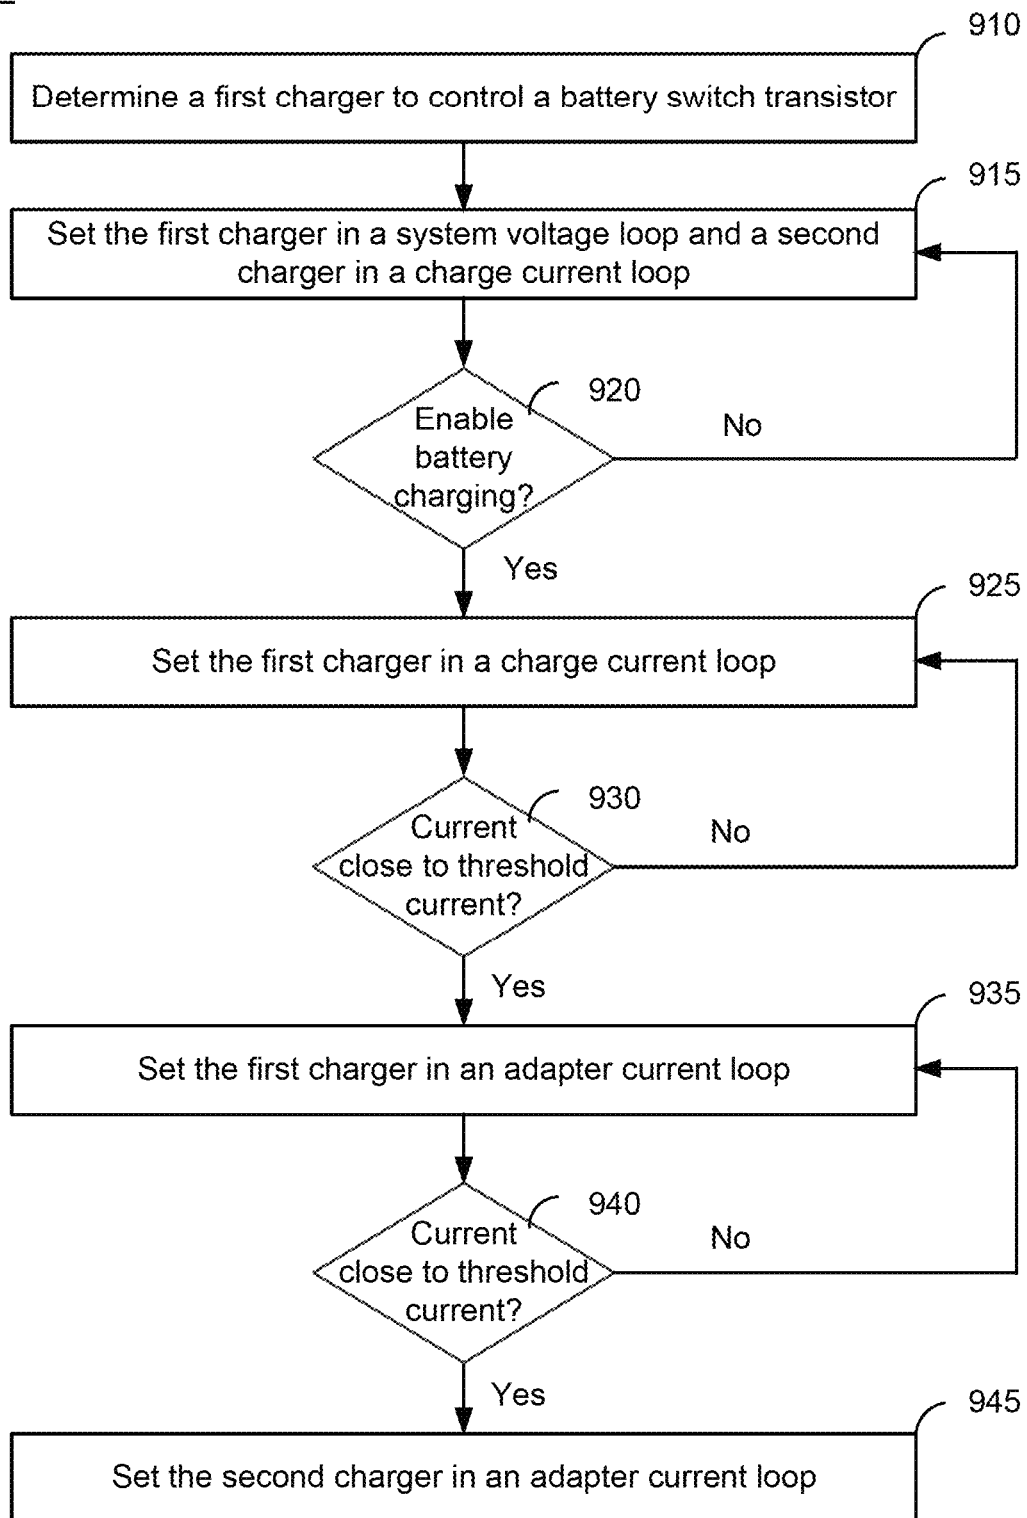 910
Determine a first charger to control a battery switch transistor
915
Set the first charger in a system voltage loop and a second
charger in a charge current loop
920
Enable
battery
charging?
No
Yes
925
Set the first charger in a charge current loop
930
Current
close to threshold
current?
No
Yes
935
Set the first charger in an adapter current loop
940
Current
close to threshold
current?
No
Yes
945
Set the second charger in an adapter current loop